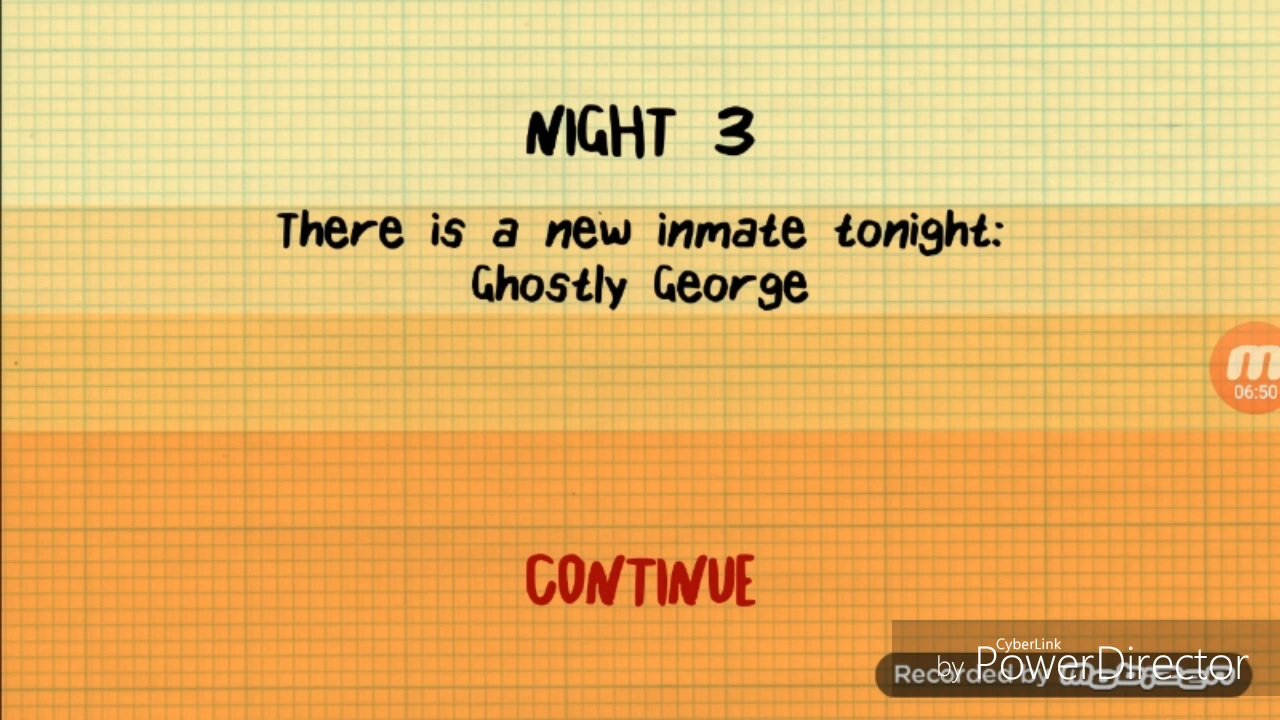 NIGHT 3
There is a new inmate tonight:
Ghostly George
m
06:50
CONTINUE
CyberLink
by PowerDirector
Recorded by